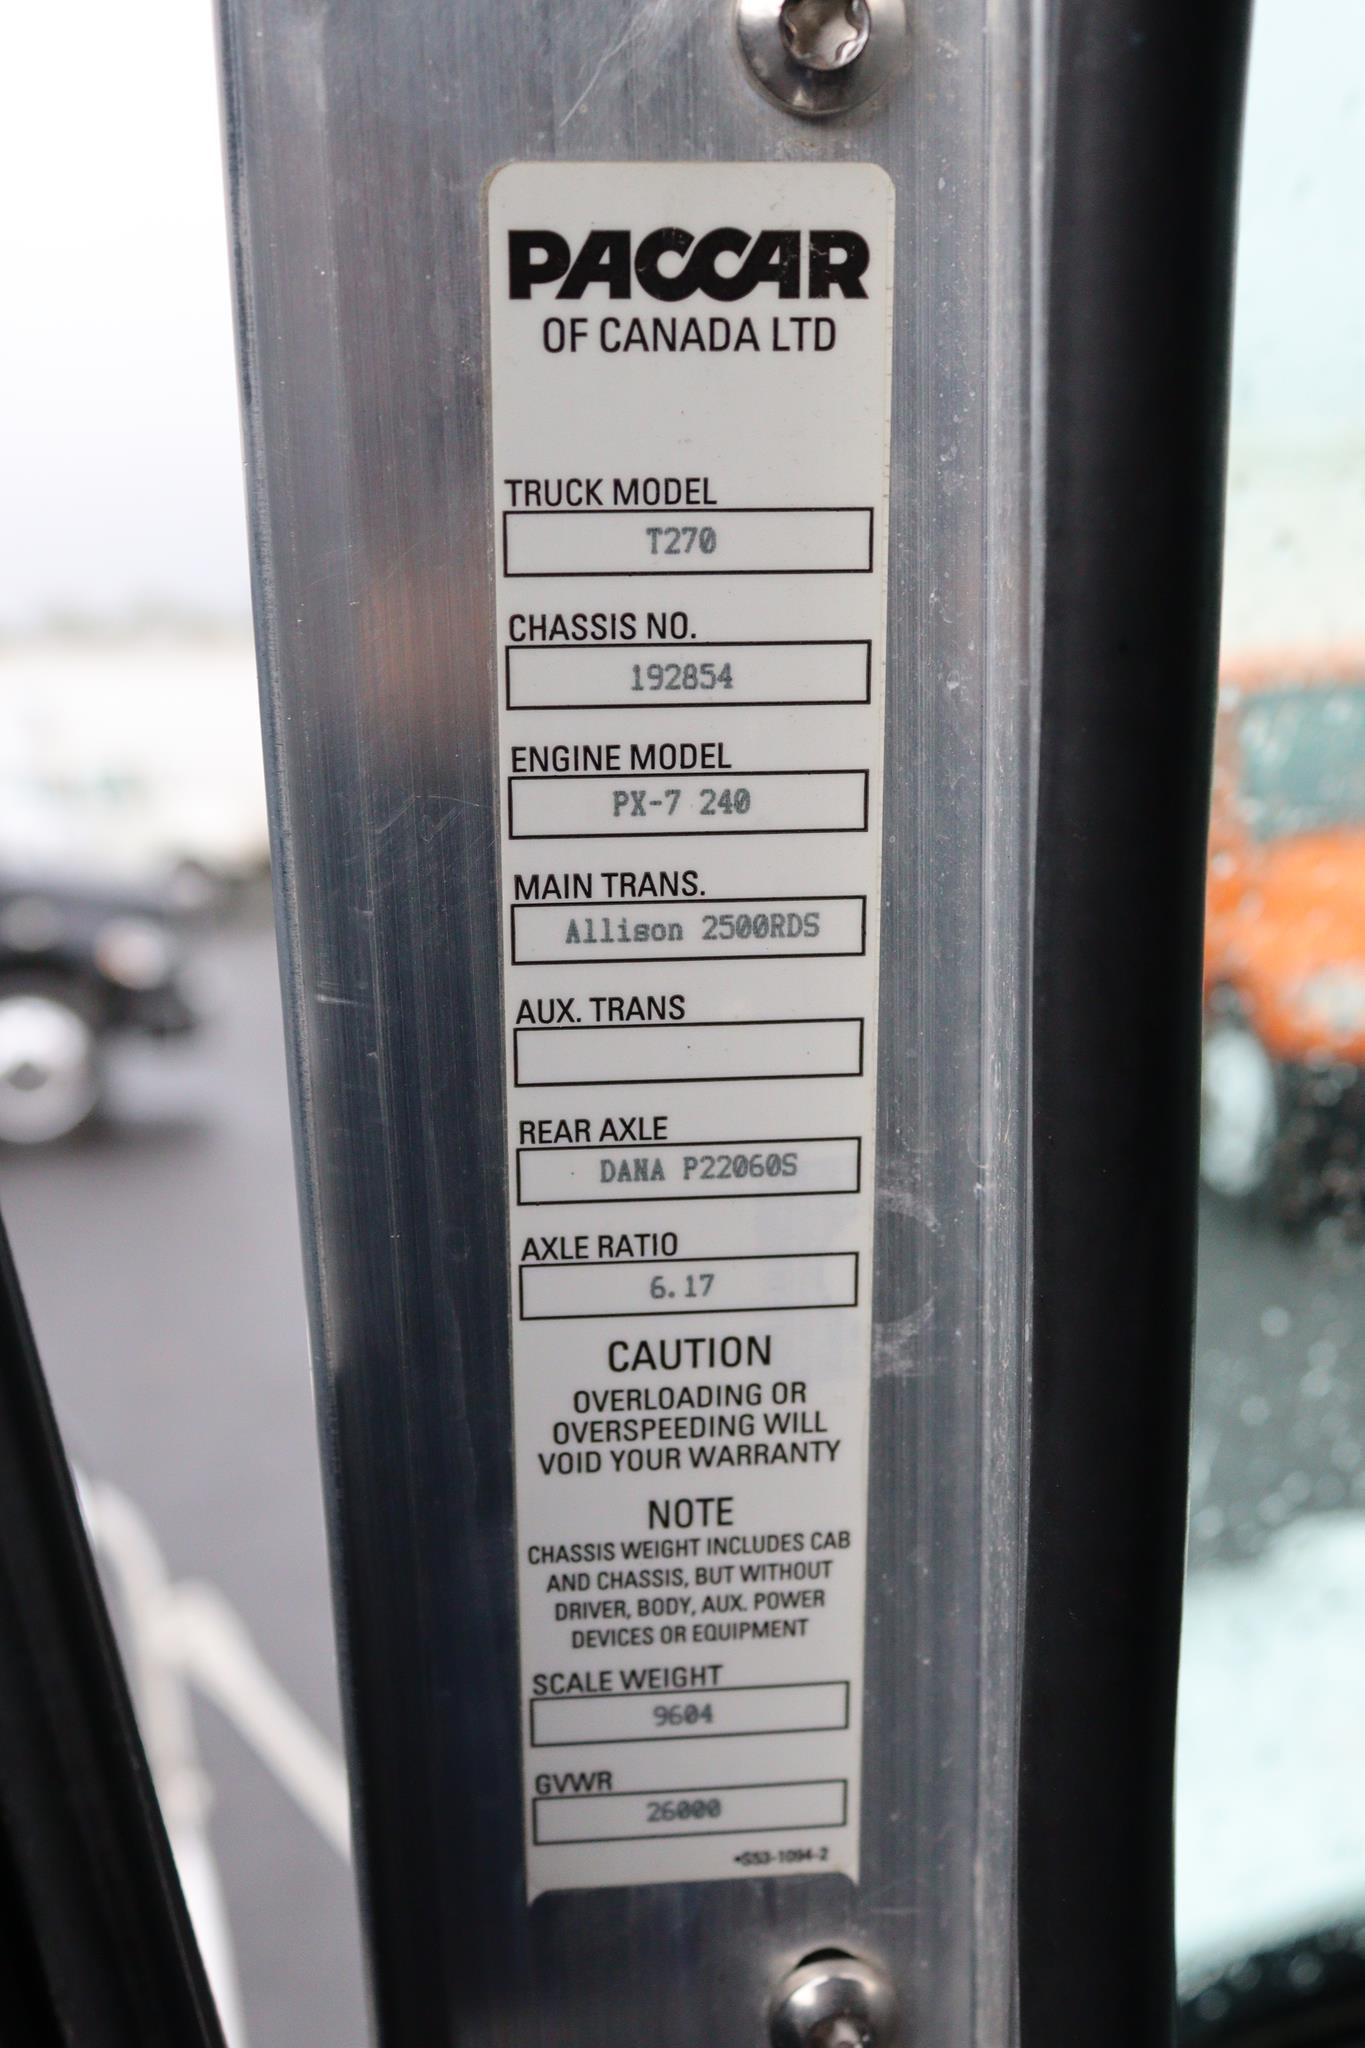 PACCAR
OF CANADA LTD
TRUCK MODEL
T270
CHASSIS NO.
192854
ENGINE MODEL
PX-7 240
MAIN TRANS.
Allison 2500RDS
AUX. TRANS
REAR AXLE
DANA P22060S
AXLE RATIO
6.17
CAUTION
OVERLOADING OR
OVERSPEEDING WILL
VOID YOUR WARRANTY
NOTE
CHASSIS WEIGHT INCLUDES CAB
AND CHASSIS, BUT WITHOUT
DRIVER, BODY, AUX. POWER
DEVICES OR EQUIPMENT
SCALE WEIGHT
9604
GVWR
26000
•S53-1094-2